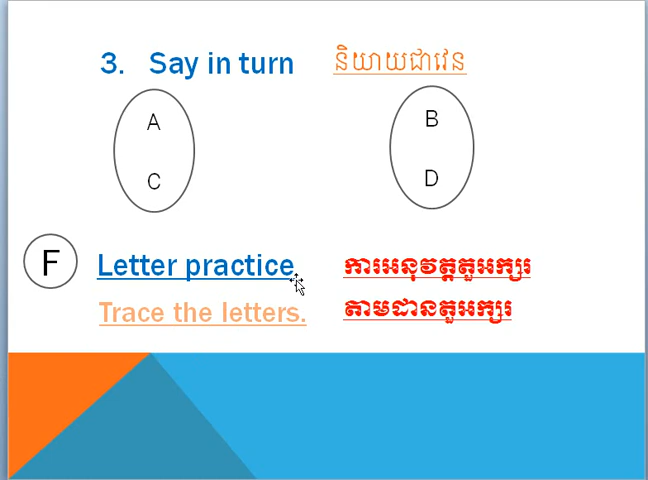 3. Say in turn និយាយជាវេន
A B
C D
F Letter practice ការអនុវត្តតួអក្សរ
Trace the letters. តាមដានតួអក្សរ